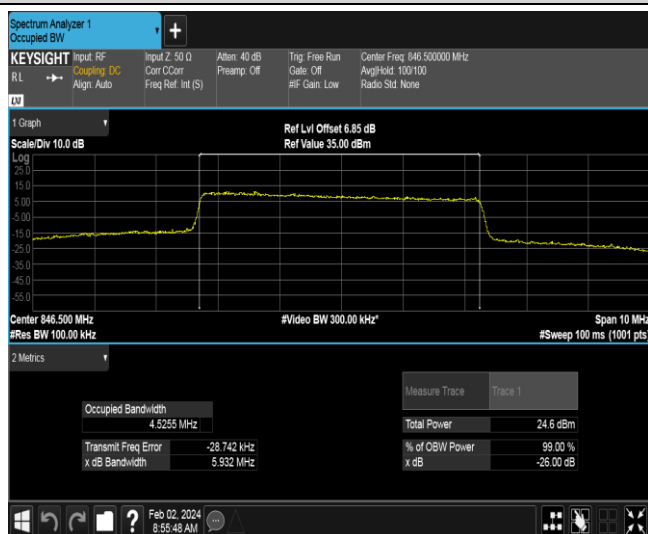 Spectrum Analyzer 1
Occupied BW
+
KEYSIGHT
RL
LXI
Input: RF
Coupling: DC
Align: Auto
Input Z: 50 Ω
Corr CCorr
Freq Ref: Int (S)
Atten: 40 dB
Preamp: Off
Trig: Free Run
Gate: Off
#IF Gain: Low
Center Freq: 846.500000 MHz
Avg|Hold: 100/100
Radio Std: None
1 Graph
Scale/Div 10.0 dB
Ref Lvl Offset 6.85 dB
Ref Value 35.00 dBm
Log
25.0
15.0
5.00
-5.00
-15.0
-25.0
-35.0
-45.0
-55.0
Center 846.500 MHz
#Res BW 100.00 kHz
#Video BW 300.00 kHz*
Span 10 MHz
#Sweep 100 ms (1001 pts)
2 Metrics
Measure Trace Trace 1
Occupied Bandwidth
4.5255 MHz
Total Power 24.6 dBm
Transmit Freq Error -28.742 kHz
% of OBW Power 99.00 %
x dB Bandwidth 5.932 MHz
x dB -26.00 dB
?
Feb 02, 2024
8:55:48 AM